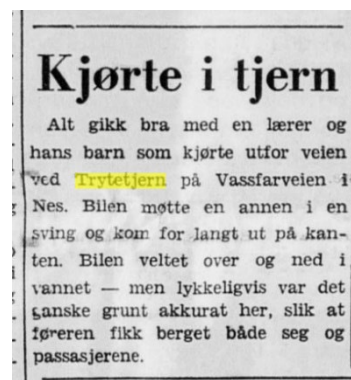 Kjørte i tjern
Alt gikk bra med en lærer og
hans barn som kjørte utfor veien
ved Trytetjern på Vassfarveien i
Nes. Bilen møtte en annen i en
sving og kom for langt ut på kan-
ten. Bilen veltet over og ned i
vannet — men lykkeligvis var det
ganske grunt akkurat her, slik at
føreren fikk berget både seg og
passasjerene.